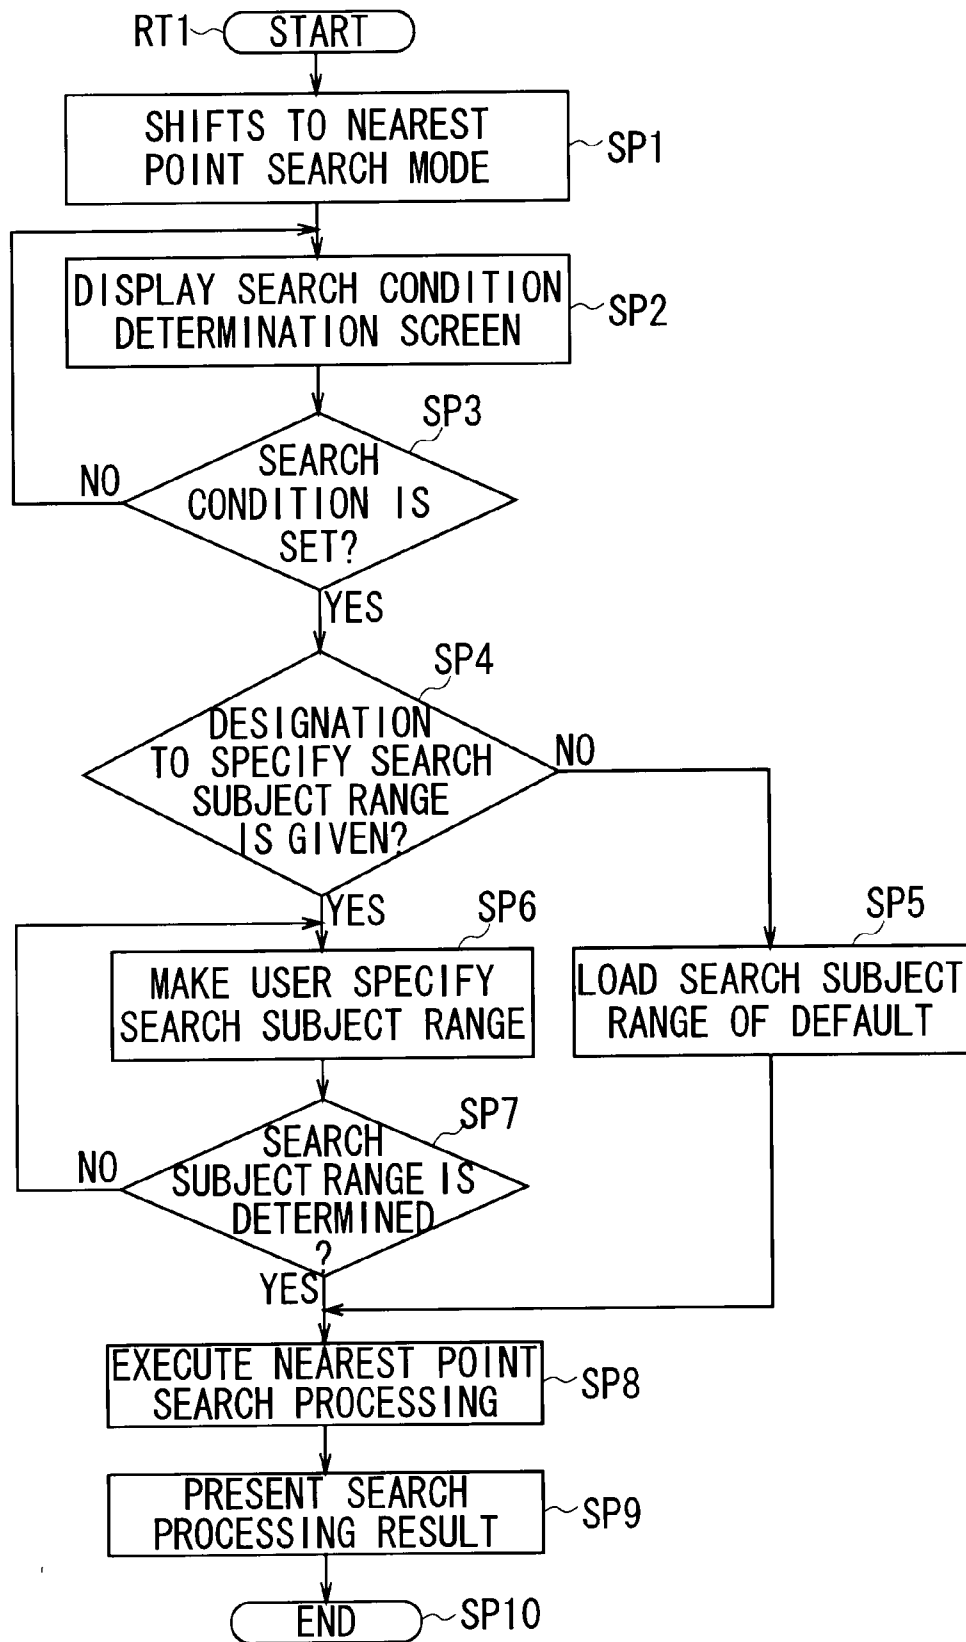 RT1
START
SHIFTS TO NEAREST
POINT SEARCH MODE
SP1
DISPLAY SEARCH CONDITION
DETERMINATION SCREEN
SP2
SP3
SEARCH
CONDITION IS
SET?
NO
YES
SP4
DESIGNATION
TO SPECIFY SEARCH
SUBJECT RANGE
IS GIVEN?
NO
YES
SP6
MAKE USER SPECIFY
SEARCH SUBJECT RANGE
SP5
LOAD SEARCH SUBJECT
RANGE OF DEFAULT
SP7
SEARCH
SUBJECT RANGE IS
DETERMINED
?
NO
YES
EXECUTE NEAREST POINT
SEARCH PROCESSING
SP8
PRESENT SEARCH
PROCESSING RESULT
SP9
END
SP10